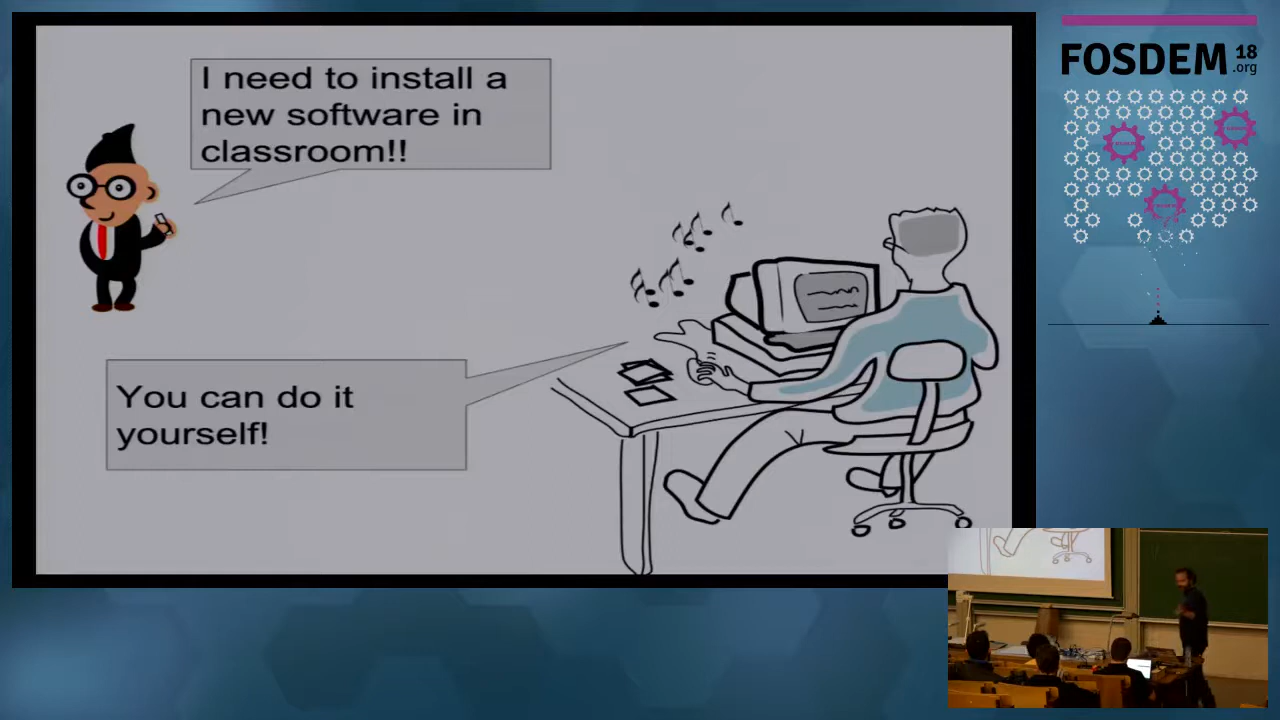 I need to install a
new software in
classroom!!
You can do it
yourself!
FOSDEM 18
.org